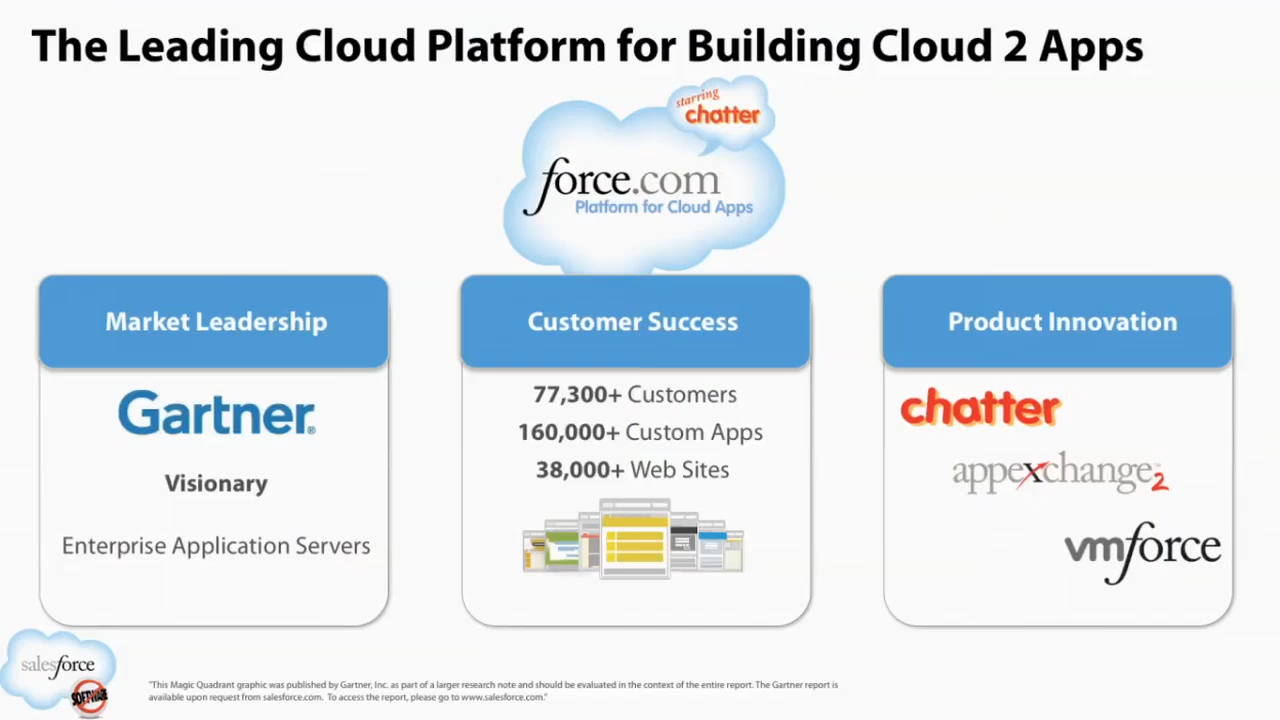 The Leading Cloud Platform for Building Cloud 2 Apps
starring
chatter
force.com
Platform for Cloud Apps
Market Leadership
Gartner®
Visionary
Enterprise Application Servers
Customer Success
77,300+ Customers
160,000+ Custom Apps
38,000+ Web Sites
Product Innovation
chatter
appexchange™ 2
vmforce
salesforce
SOFTWARE
"This Magic Quadrant graphic was published by Gartner, Inc. as part of a larger research note and should be evaluated in the context of the entire report. The Gartner report is
available upon request from salesforce.com. To access the report, please go to www.salesforce.com."